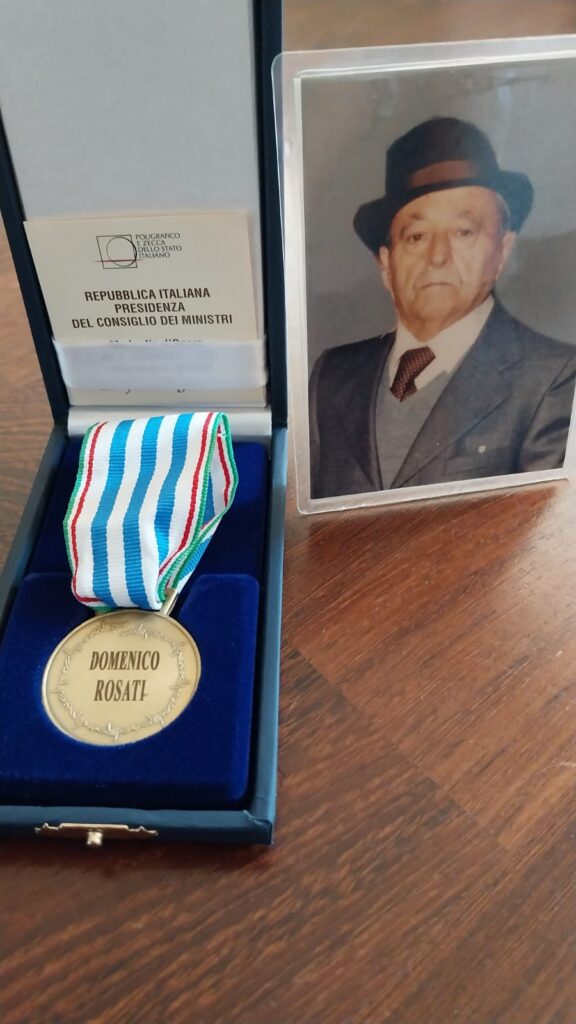 POLIGRAFICO
E ZECCA
DELLO STATO
ITALIANO
REPUBBLICA ITALIANA
PRESIDENZA
DEL CONSIGLIO DEI MINISTRI
DOMENICO
ROSATI